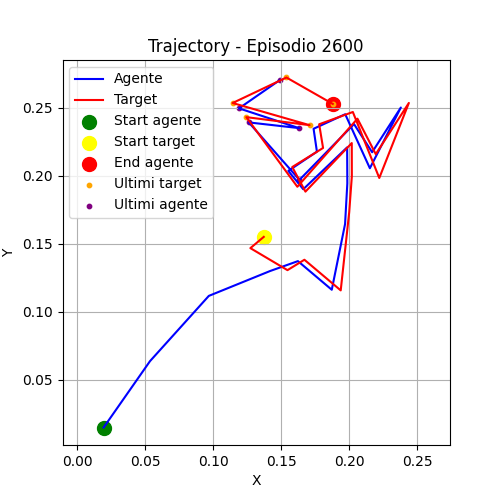 Trajectory - Episodio 2600
Agente
Target
Start agente
Start target
End agente
Ultimi target
Ultimi agente
Y
0.25
0.20
0.15
0.10
0.05
0.00 0.05 0.10 0.15 0.20 0.25
X